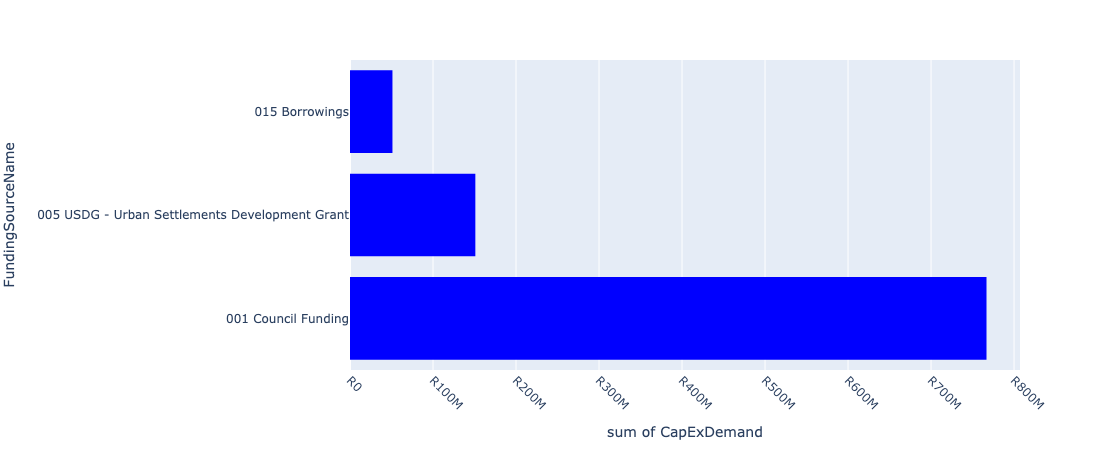 015 Borrowings
005 USDG - Urban Settlements Development Grant
001 Council Funding
FundingSourceName
R0
R100M
R200M
R300M
R400M
R500M
R600M
R700M
R800M
sum of CapExDemand